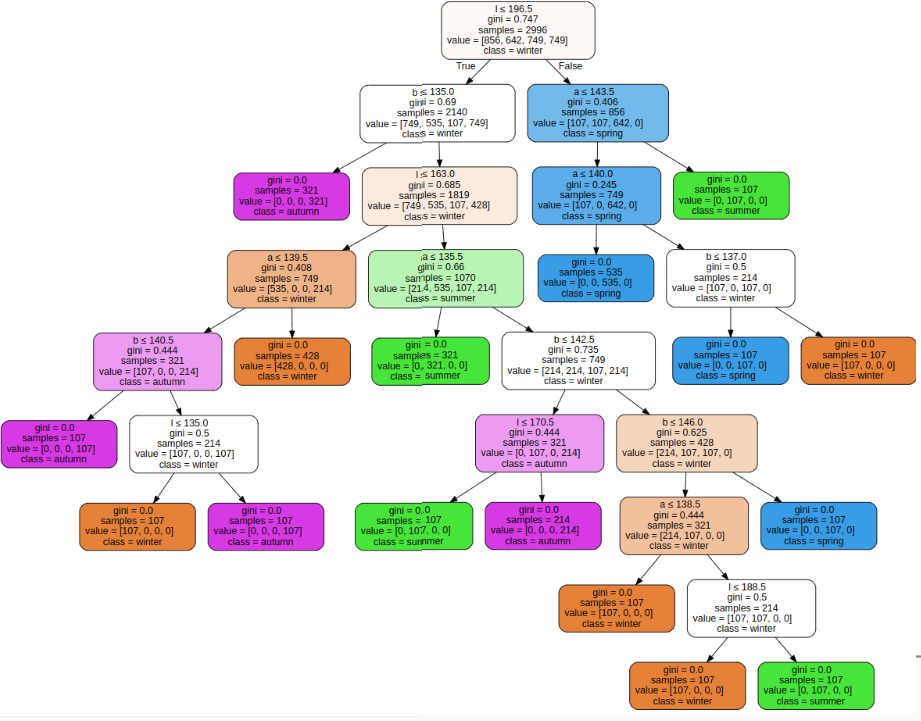 l ≤ 196.5
gini = 0.747
samples = 2996
value = [856, 642, 749, 749]
class = winter
True
False
b ≤ 135.0
gini = 0.69
samples = 2140
value = [749, 535, 107, 749]
class = winter
a ≤ 143.5
gini = 0.406
samples = 856
value = [107, 107, 642, 0]
class = spring
gini = 0.0
samples = 321
value = [0, 0, 0, 321]
class = autumn
l ≤ 163.0
gini = 0.685
samples = 1819
value = [749, 535, 107, 428]
class = winter
a ≤ 140.0
gini = 0.245
samples = 749
value = [107, 0, 642, 0]
class = spring
gini = 0.0
samples = 107
value = [0, 107, 0, 0]
class = summer
a ≤ 139.5
gini = 0.408
samples = 749
value = [535, 0, 0, 214]
class = winter
a ≤ 135.5
gini = 0.66
samples = 1070
value = [214, 535, 107, 214]
class = summer
gini = 0.0
samples = 535
value = [0, 0, 535, 0]
class = spring
b ≤ 137.0
gini = 0.5
samples = 214
value = [107, 0, 107, 0]
class = winter
b ≤ 140.5
gini = 0.444
samples = 321
value = [107, 0, 0, 214]
class = autumn
gini = 0.0
samples = 428
value = [428, 0, 0, 0]
class = winter
gini = 0.0
samples = 321
value = [0, 321, 0, 0]
class = summer
b ≤ 142.5
gini = 0.735
samples = 749
value = [214, 214, 107, 214]
class = winter
gini = 0.0
samples = 107
value = [0, 0, 107, 0]
class = spring
gini = 0.0
samples = 107
value = [107, 0, 0, 0]
class = winter
gini = 0.0
samples = 107
value = [0, 0, 0, 107]
class = autumn
l ≤ 135.0
gini = 0.5
samples = 214
value = [107, 0, 0, 107]
class = winter
l ≤ 170.5
gini = 0.444
samples = 321
value = [0, 107, 0, 214]
class = autumn
b ≤ 146.0
gini = 0.625
samples = 428
value = [214, 107, 107, 0]
class = winter
gini = 0.0
samples = 107
value = [107, 0, 0, 0]
class = winter
gini = 0.0
samples = 107
value = [0, 0, 0, 107]
class = autumn
gini = 0.0
samples = 107
value = [0, 107, 0, 0]
class = summer
gini = 0.0
samples = 214
value = [0, 0, 0, 214]
class = autumn
a ≤ 138.5
gini = 0.444
samples = 321
value = [214, 107, 0, 0]
class = winter
gini = 0.0
samples = 107
value = [0, 0, 107, 0]
class = spring
gini = 0.0
samples = 107
value = [107, 0, 0, 0]
class = winter
l ≤ 188.5
gini = 0.5
samples = 214
value = [107, 107, 0, 0]
class = winter
gini = 0.0
samples = 107
value = [107, 0, 0, 0]
class = winter
gini = 0.0
samples = 107
value = [0, 107, 0, 0]
class = summer